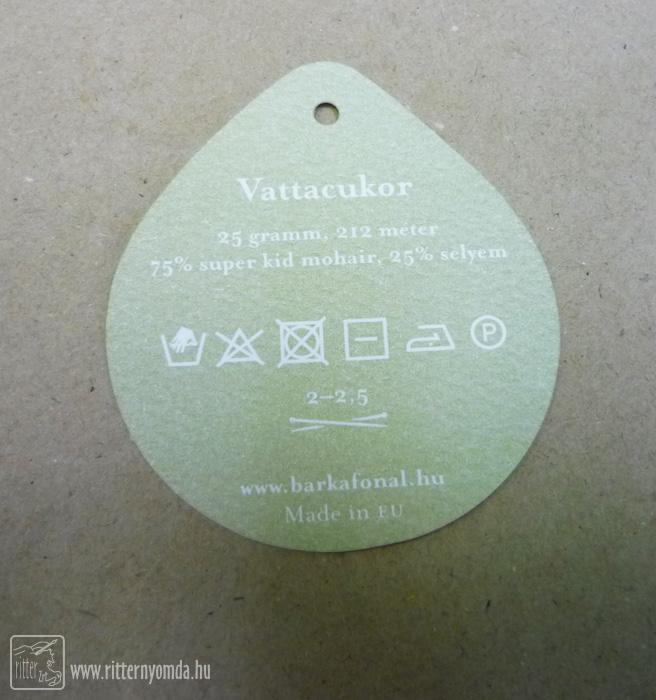 Vattacukor
25 gramm, 212 méter
75% super kid mohair, 25% selyem
P
2–2,5
www.barkafonal.hu
Made in EU
ritter Zrt. www.ritternyomda.hu